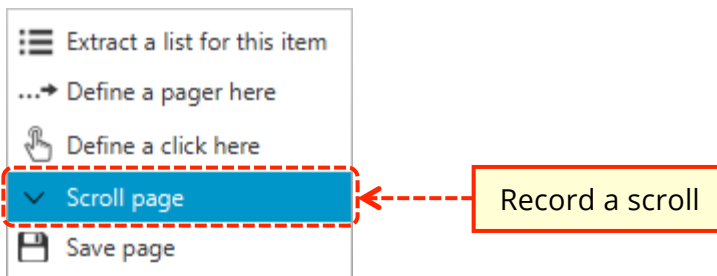 Extract a list for this item
Define a pager here
Define a click here
Scroll page
Record a scroll
Save page